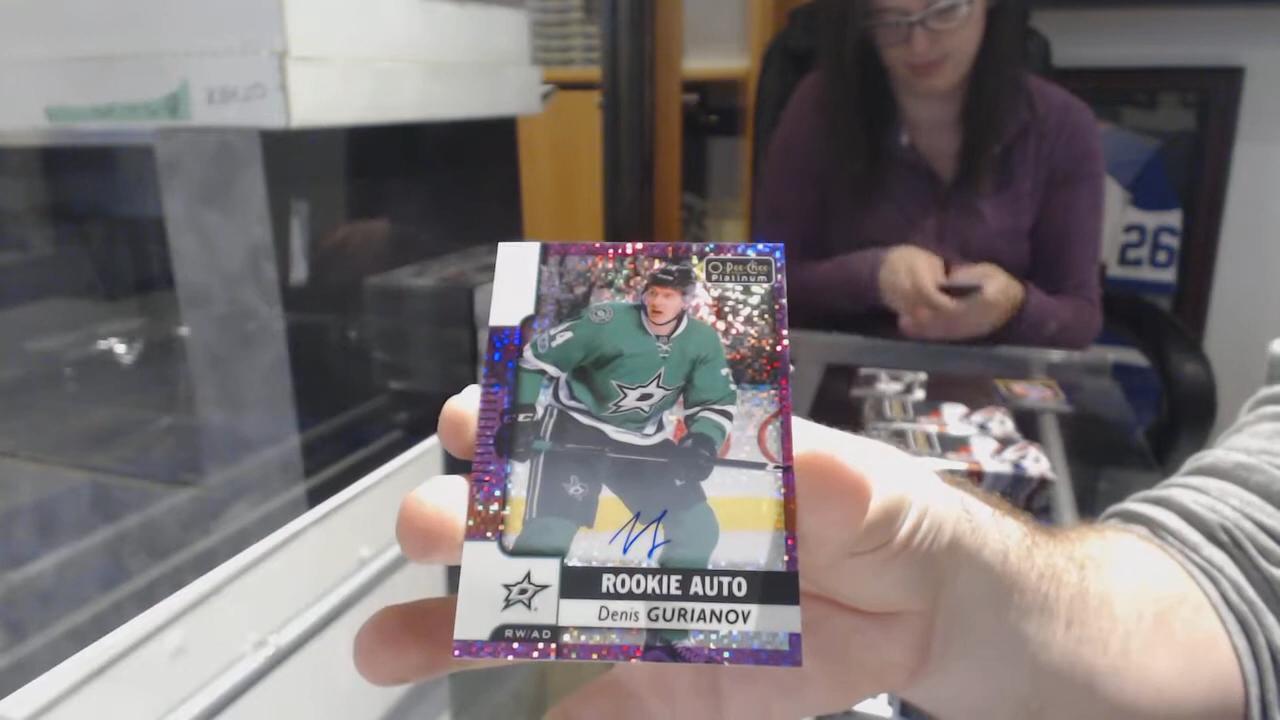 O-Pee-Chee
Platinum
26
ROOKIE AUTO
Denis GURIANOV
RW/AD